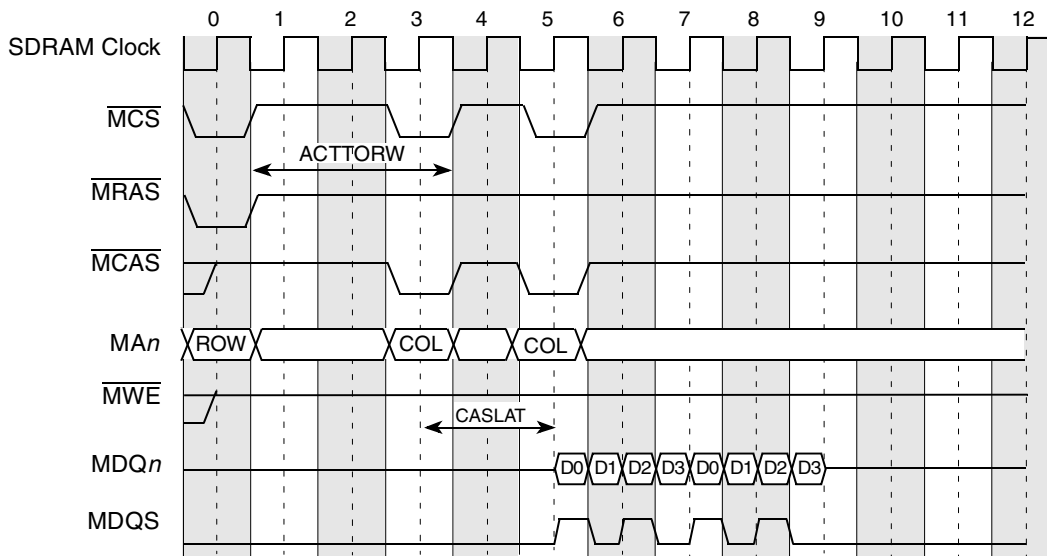 0 1 2 3 4 5 6 7 8 9 10 11 12
SDRAM Clock
MCS
ACTTORW
MRAS
MCAS
MAn ROW COL COL
MWE
CASLAT
MDQn D0 D1 D2 D3 D0 D1 D2 D3
MDQS